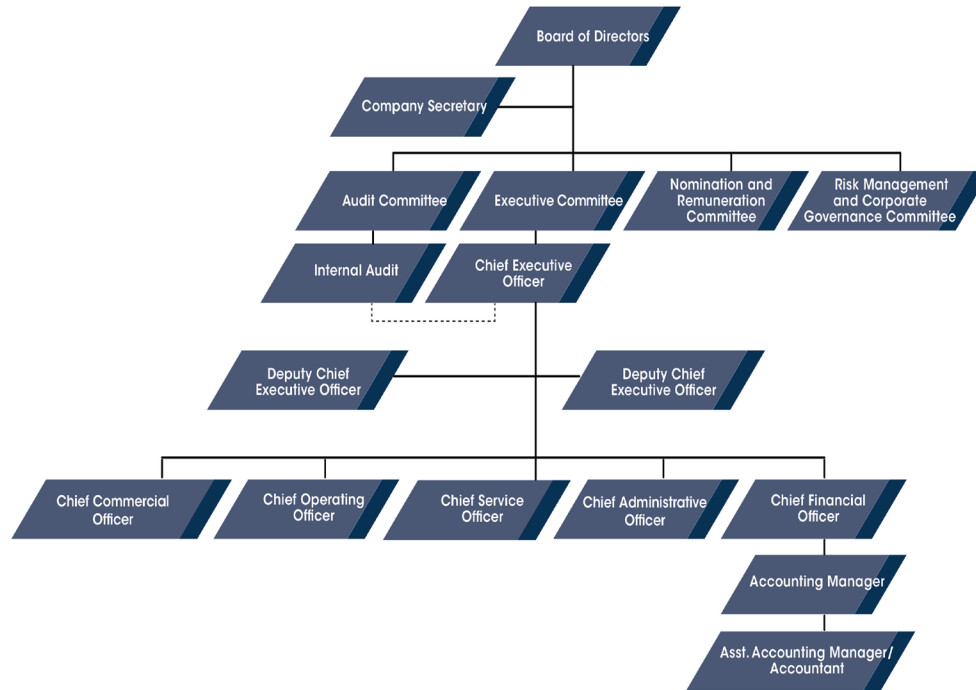 Board of Directors
Company Secretary
Audit Committee
Executive Committee
Nomination and
Remuneration
Committee
Risk Management
and Corporate
Governance Committee
Internal Audit
Chief Executive
Officer
Deputy Chief
Executive Officer
Deputy Chief
Executive Officer
Chief Commercial
Officer
Chief Operating
Officer
Chief Service
Officer
Chief Administrative
Officer
Chief Financial
Officer
Accounting Manager
Asst. Accounting Manager/
Accountant